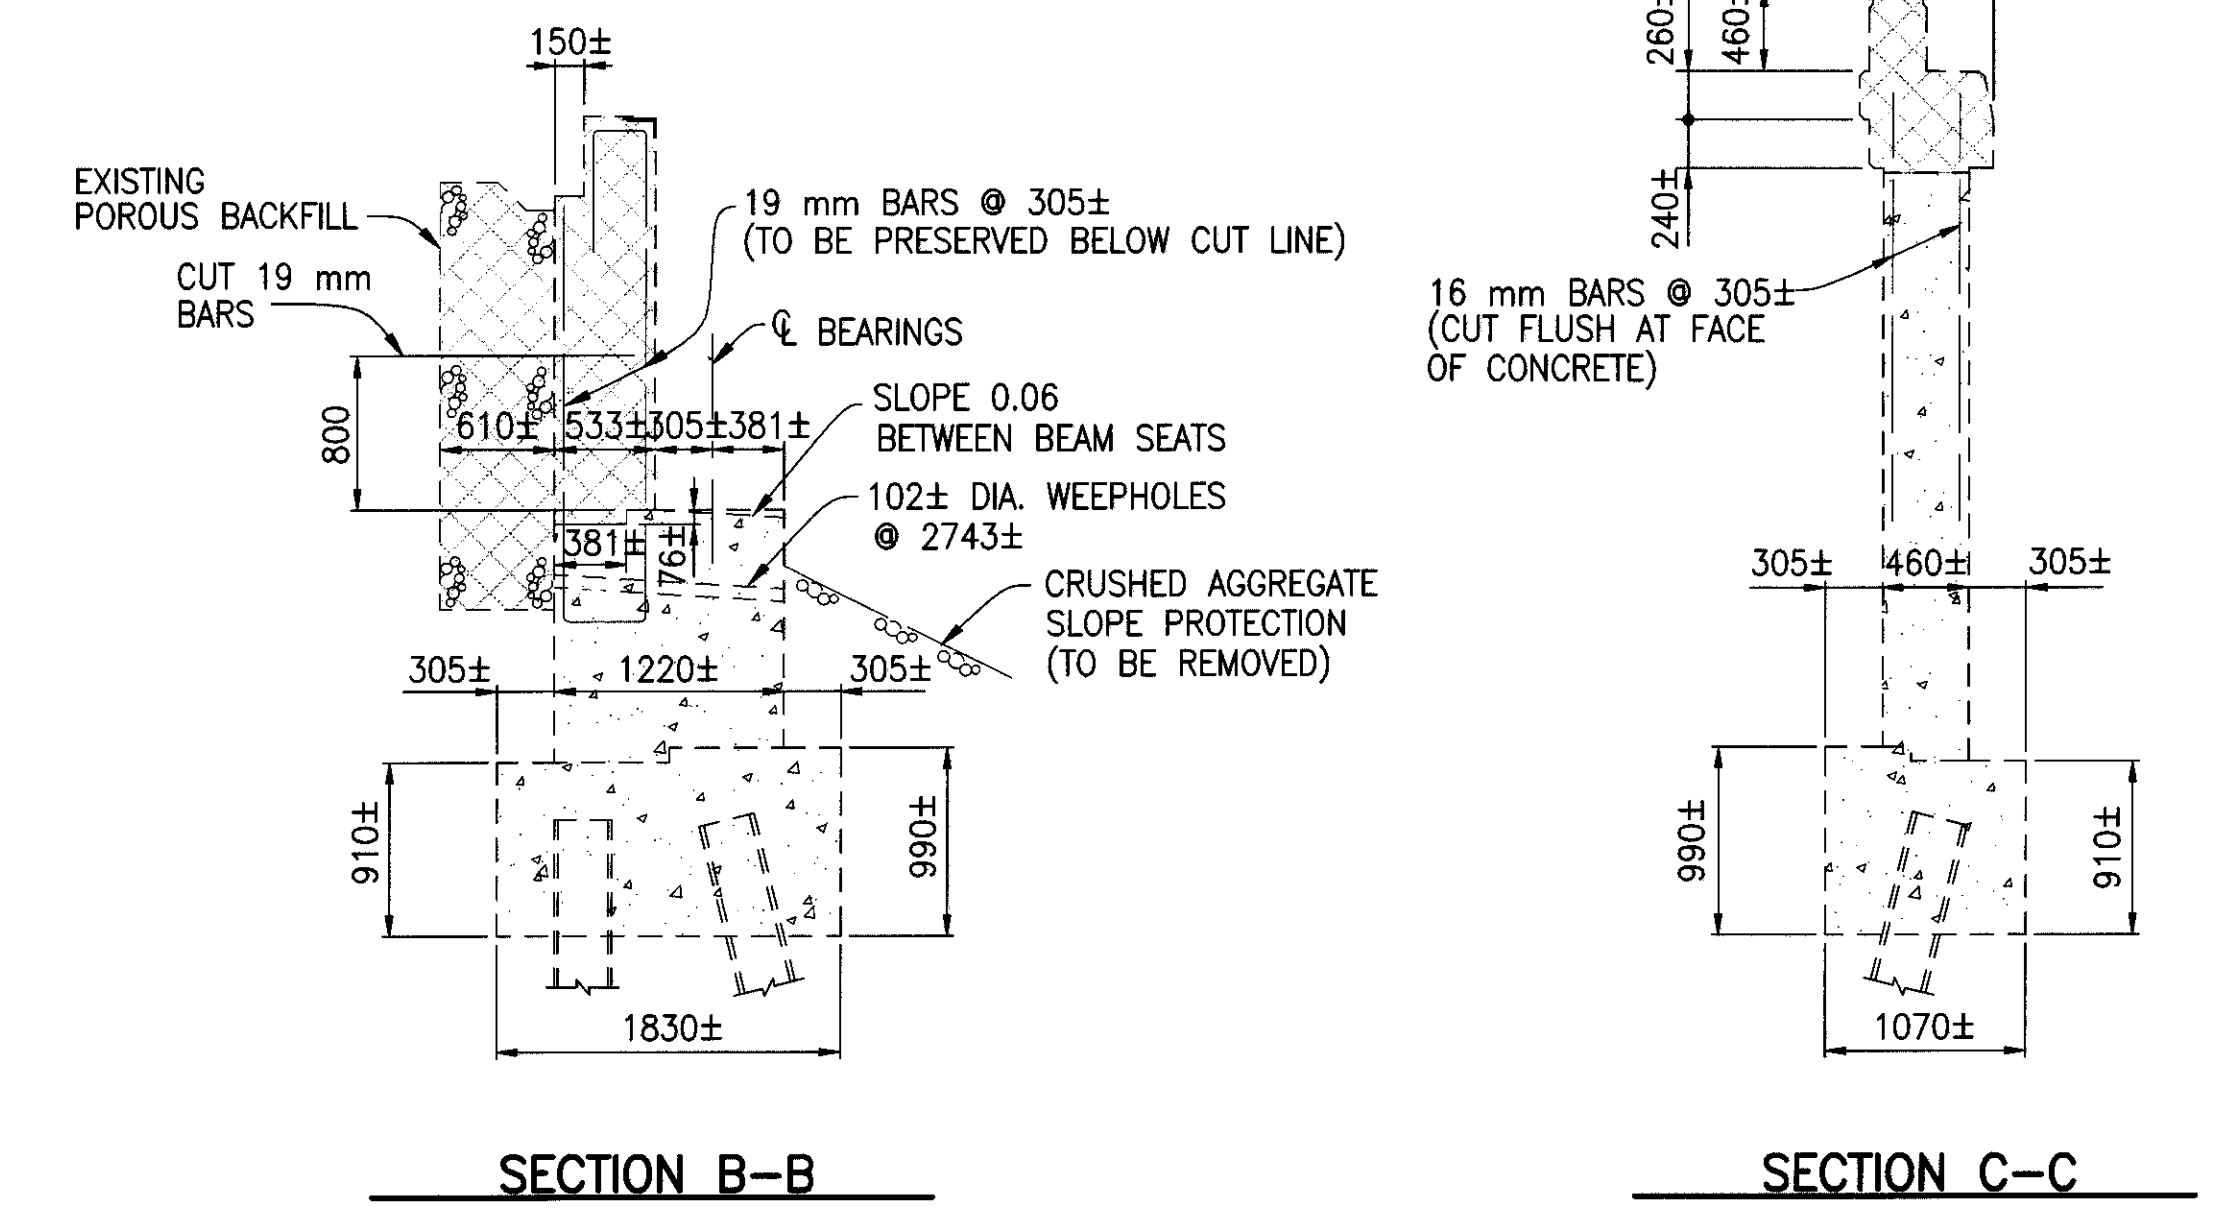 150±
EXISTING
POROUS BACKFILL
CUT 19 mm
BARS
19 mm BARS @ 305±
(TO BE PRESERVED BELOW CUT LINE)
℄ BEARINGS
800
610± 533± 305± 381±
SLOPE 0.06
BETWEEN BEAM SEATS
102± DIA. WEEPHOLES
@ 2743±
381±
76±
CRUSHED AGGREGATE
SLOPE PROTECTION
(TO BE REMOVED)
305± 1220± 305±
910±
990±
1830±
SECTION B-B
260±
460±
240±
16 mm BARS @ 305±
(CUT FLUSH AT FACE
OF CONCRETE)
305± 460± 305±
990±
910±
1070±
SECTION C-C